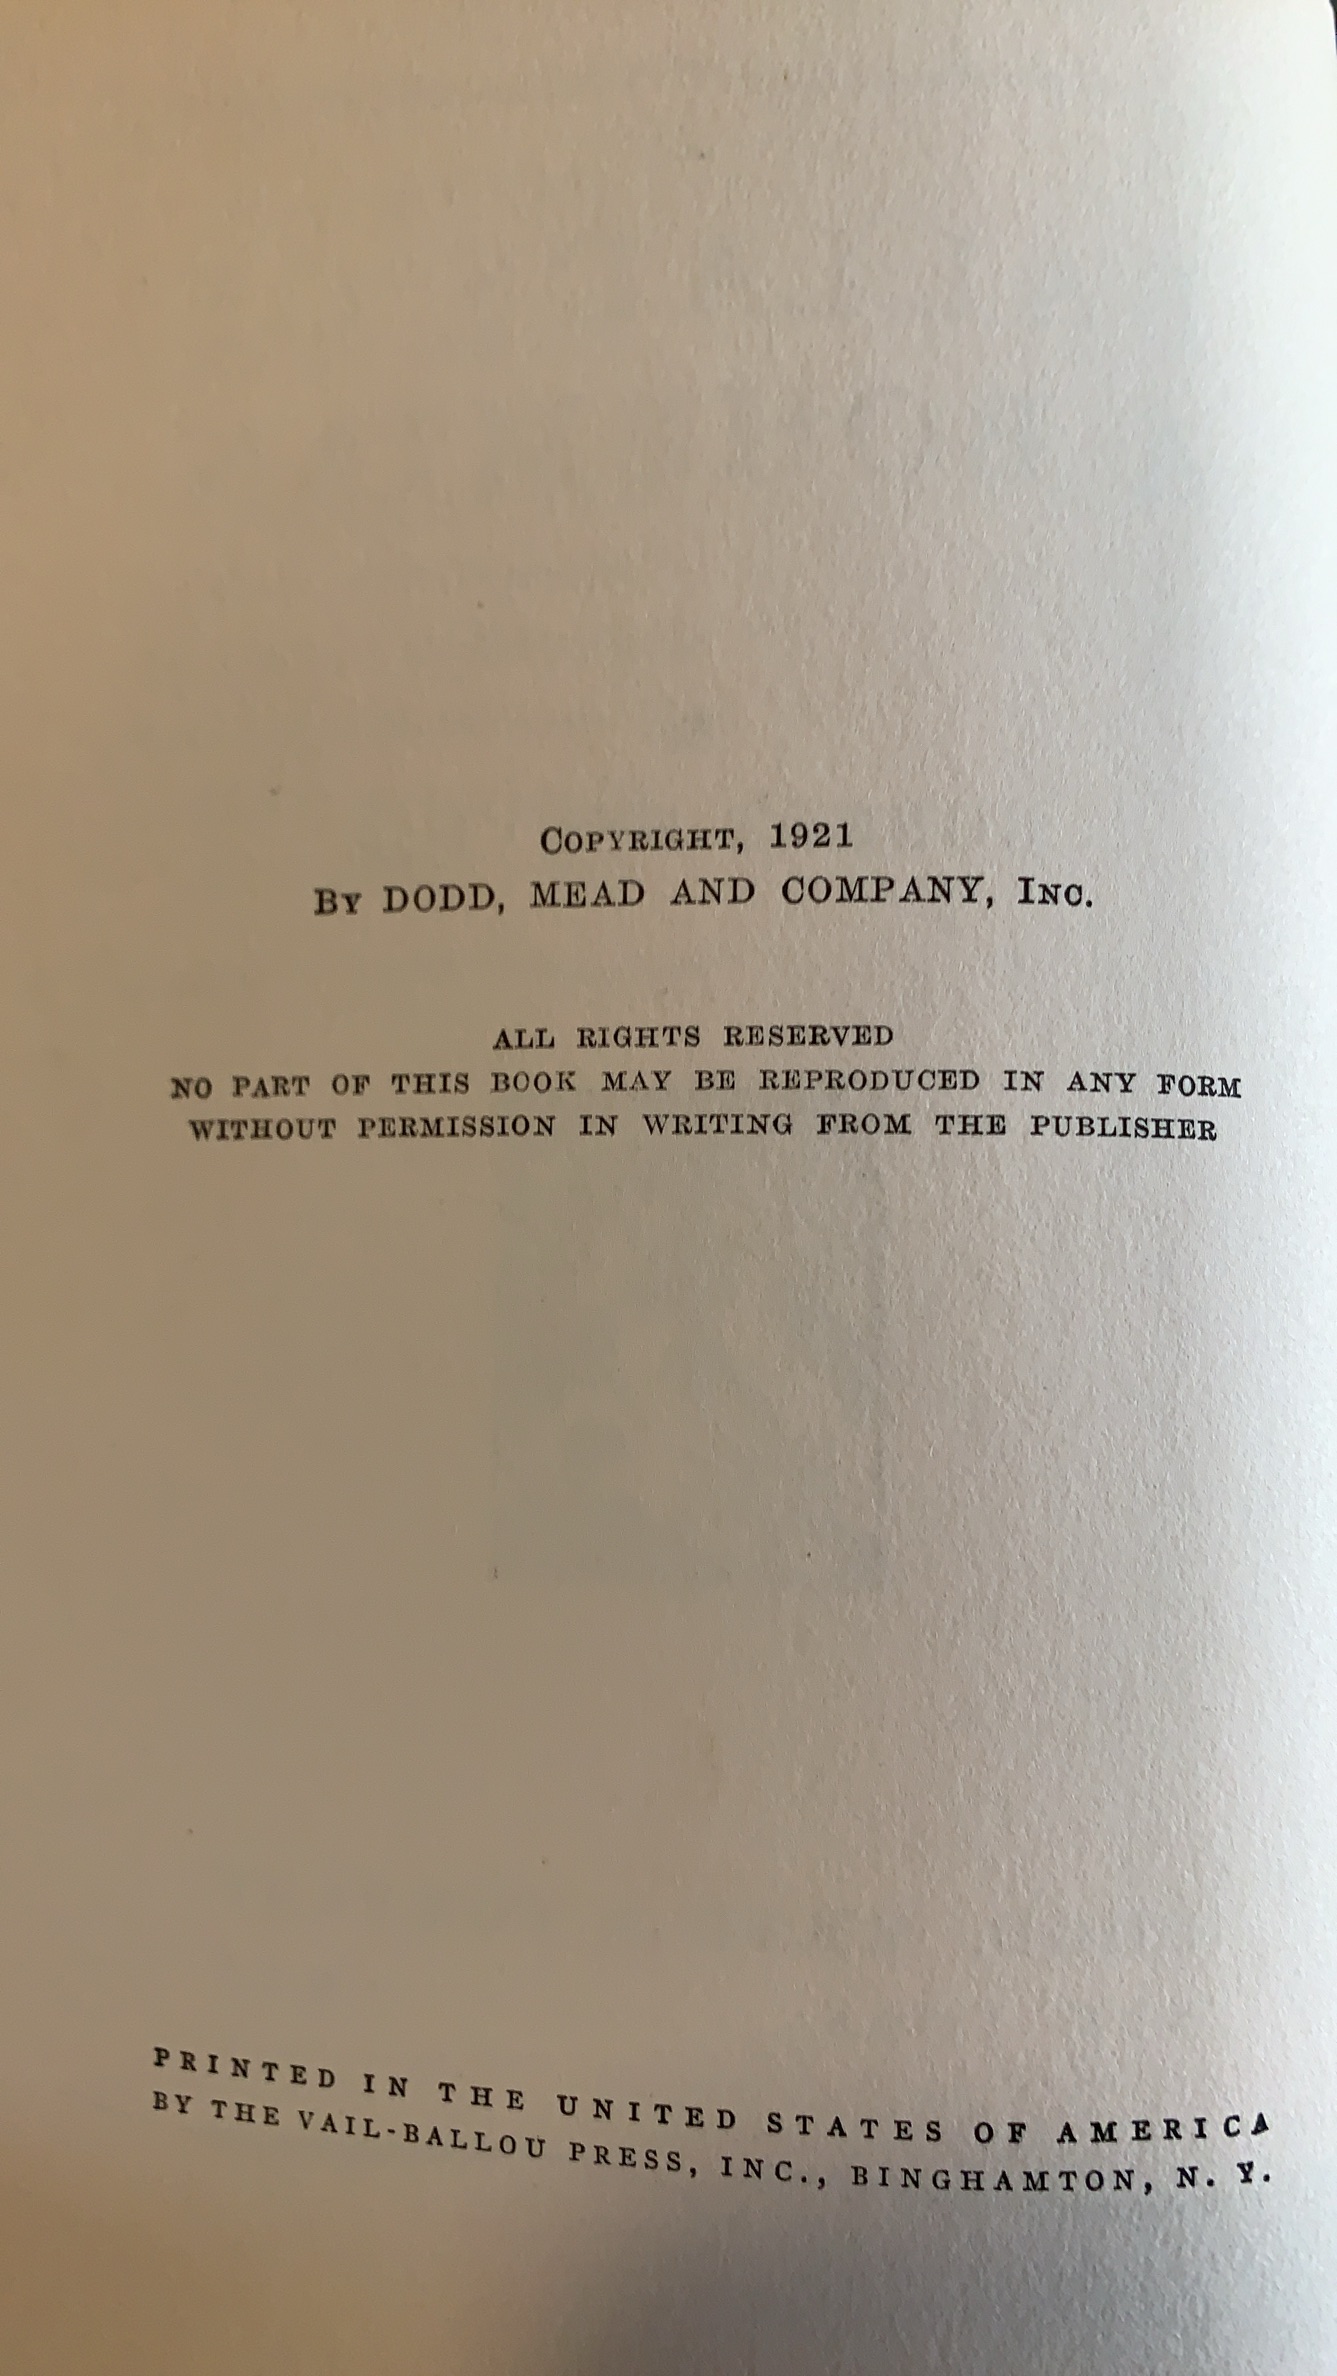 COPYRIGHT, 1921
BY DODD, MEAD AND COMPANY, INC.
ALL RIGHTS RESERVED
NO PART OF THIS BOOK MAY BE REPRODUCED IN ANY FORM
WITHOUT PERMISSION IN WRITING FROM THE PUBLISHER
PRINTED IN THE UNITED STATES OF AMERICA
BY THE VAIL-BALLOU PRESS, INC., BINGHAMTON, N. Y.